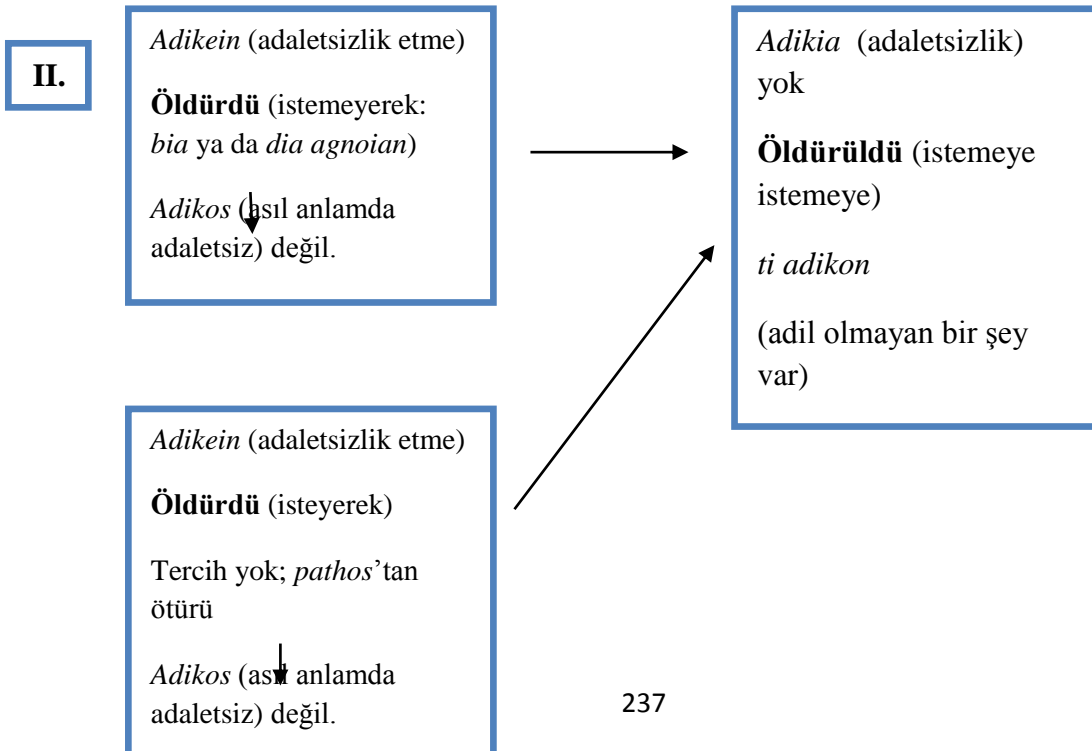 II.
Adikein (adaletsizlik etme)
Öldürdü (istemeyerek:
bia ya da dia agnoian)
Adikos (asıl anlamda
adaletsiz) değil.
Adikia (adaletsizlik)
yok
Öldürüldü (istemeye
istemeye)
ti adikon
(adil olmayan bir şey
var)
Adikein (adaletsizlik etme)
Öldürdü (isteyerek)
Tercih yok; pathos’tan
ötürü
Adikos (asıl anlamda
adaletsiz) değil.
237